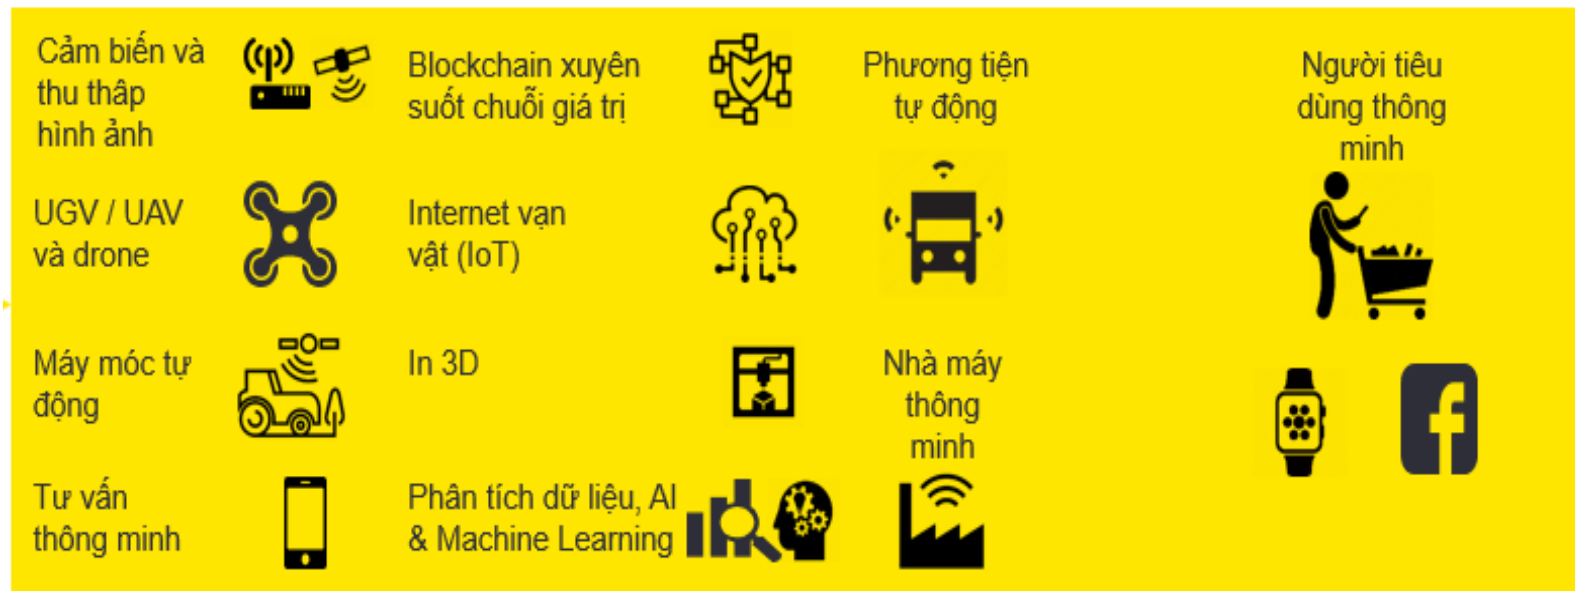 Cảm biến và
thu thâp
hình ảnh
UGV / UAV
và drone
Máy móc tự
động
Tư vấn
thông minh
Blockchain xuyên
suốt chuỗi giá trị
Internet vạn
vật (IoT)
In 3D
Phân tích dữ liệu, AI
& Machine Learning
Phương tiện
tự động
Nhà máy
thông
minh
Người tiêu
dùng thông
minh